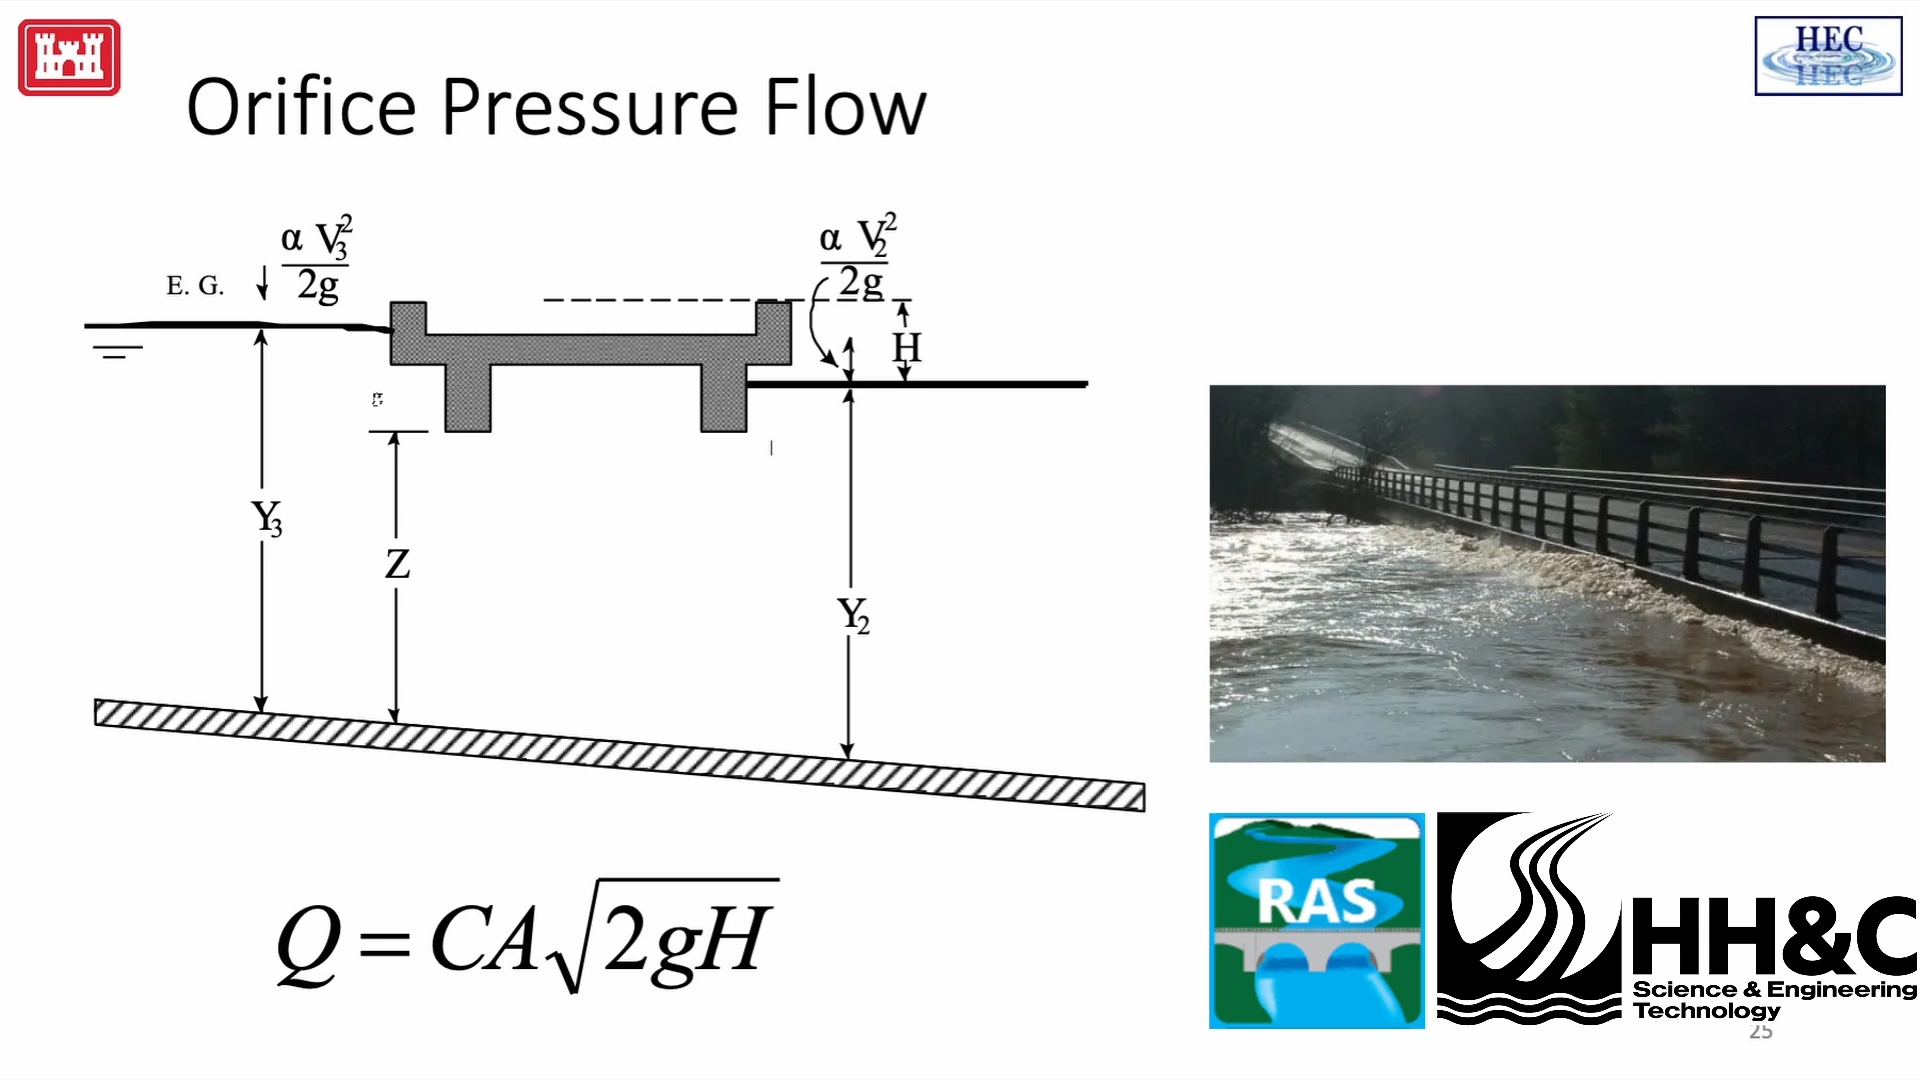 HEC
Orifice Pressure Flow
α V₃²
2g
E. G.
α V₂²
2g
H
Y₃
Z
Y₂
Q = CA√2gH
RAS
HH&C
Science & Engineering
Technology
25